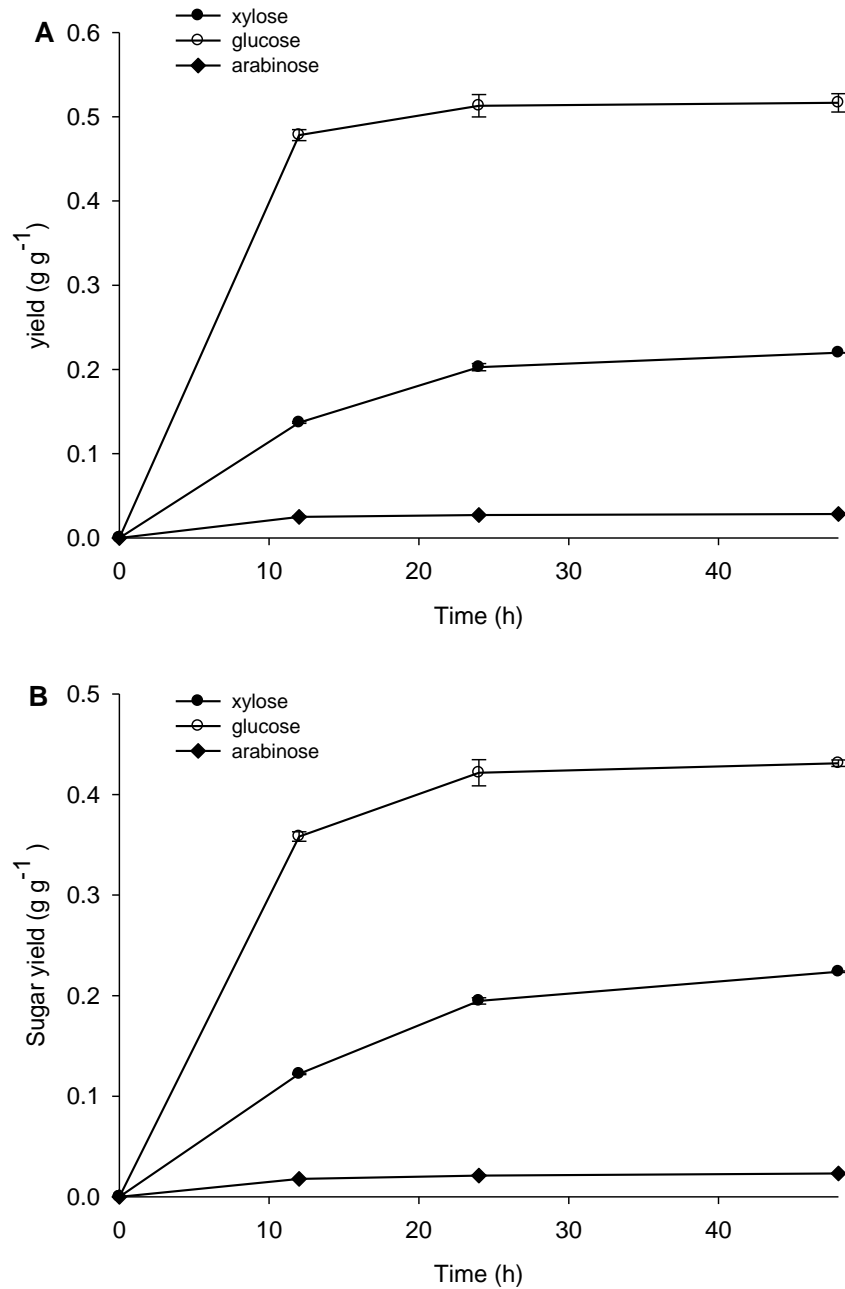 A
xylose
glucose
arabinose
0.6
0.5
0.4
0.3
0.2
0.1
0.0
yield (g g⁻¹ )
0 10 20 30 40
Time (h)
B
xylose
glucose
arabinose
0.5
0.4
0.3
0.2
0.1
0.0
Sugar yield (g g⁻¹ )
0 10 20 30 40
Time (h)